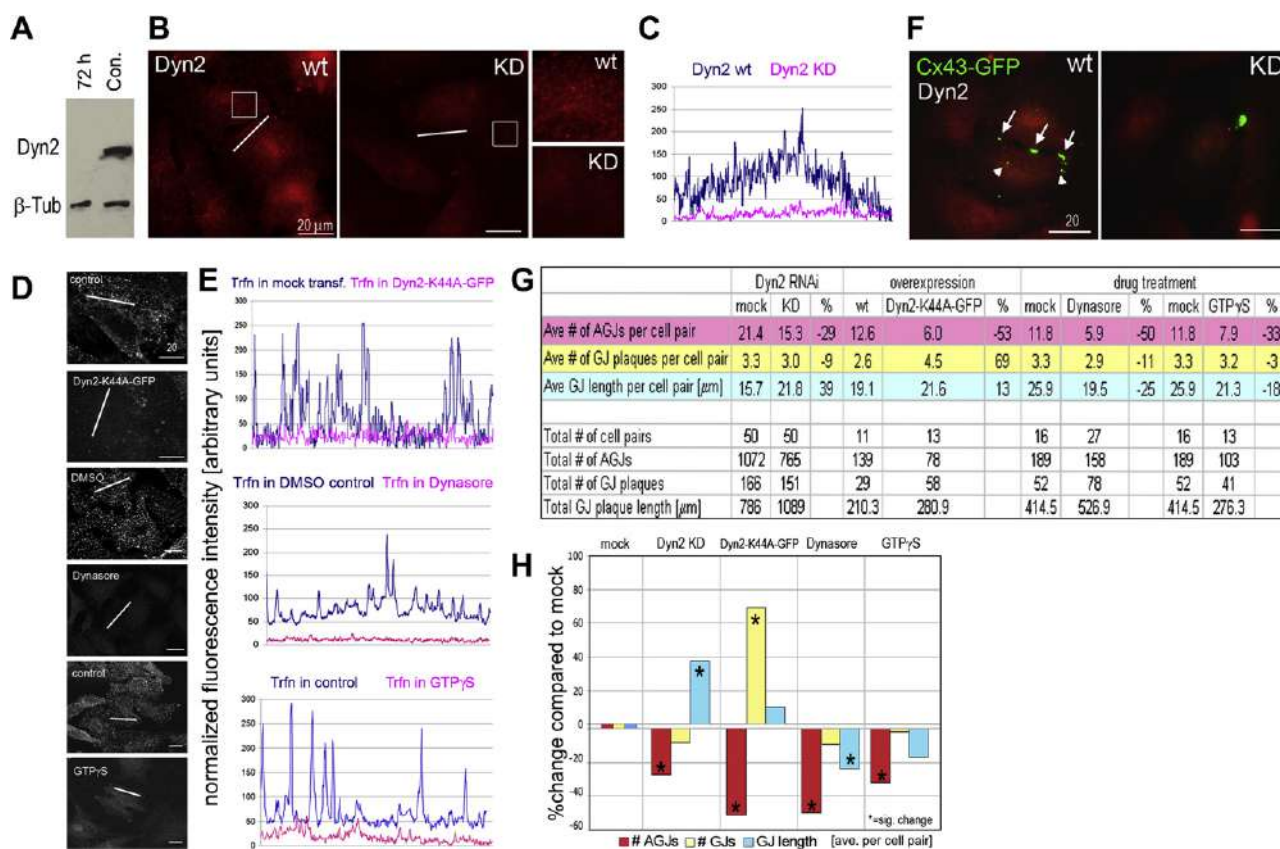 A
72 h
Con.
Dyn2
β-Tub
B
Dyn2
wt
20 μm
KD
wt
KD
C
Dyn2 wt Dyn2 KD
300
250
200
150
100
50
0
F
Cx43-GFP
Dyn2
wt
20
KD
D
control
20
Dyn2-K44A-GFP
DMSO
Dynasore
control
GTPγS
E
normalized fluorescence intensity [arbitrary units]
Trfn in mock transf. Trfn in Dyn2-K44A-GFP
300
250
200
150
100
50
0
Trfn in DMSO control Trfn in Dynasore
300
250
200
150
100
50
0
Trfn in control Trfn in GTPγS
300
250
200
150
100
50
0
G
Dyn2 RNAi overexpression drug treatment
mock KD % wt Dyn2-K44A-GFP % mock Dynasore % mock GTPγS %
Ave # of AGJs per cell pair 21.4 15.3 -29 12.6 6.0 -53 11.8 5.9 -50 11.8 7.9 -33
Ave # of GJ plaques per cell pair 3.3 3.0 -9 2.6 4.5 69 3.3 2.9 -11 3.3 3.2 -3
Ave GJ length per cell pair [μm] 15.7 21.8 39 19.1 21.6 13 25.9 19.5 -25 25.9 21.3 -18
Total # of cell pairs 50 50 11 13 16 27 16 13
Total # of AGJs 1072 765 139 78 189 158 189 103
Total # of GJ plaques 166 151 29 58 52 78 52 41
Total GJ plaque length [μm] 786 1089 210.3 280.9 414.5 526.9 414.5 276.3
H
mock Dyn2 KD Dyn2-K44A-GFP Dynasore GTPγS
%change compared to mock
100
80
60
40
20
0
-20
-40
-60
*
*
*
*
*
*
*
*=sig. change
# AGJs # GJs GJ length [ave. per cell pair]